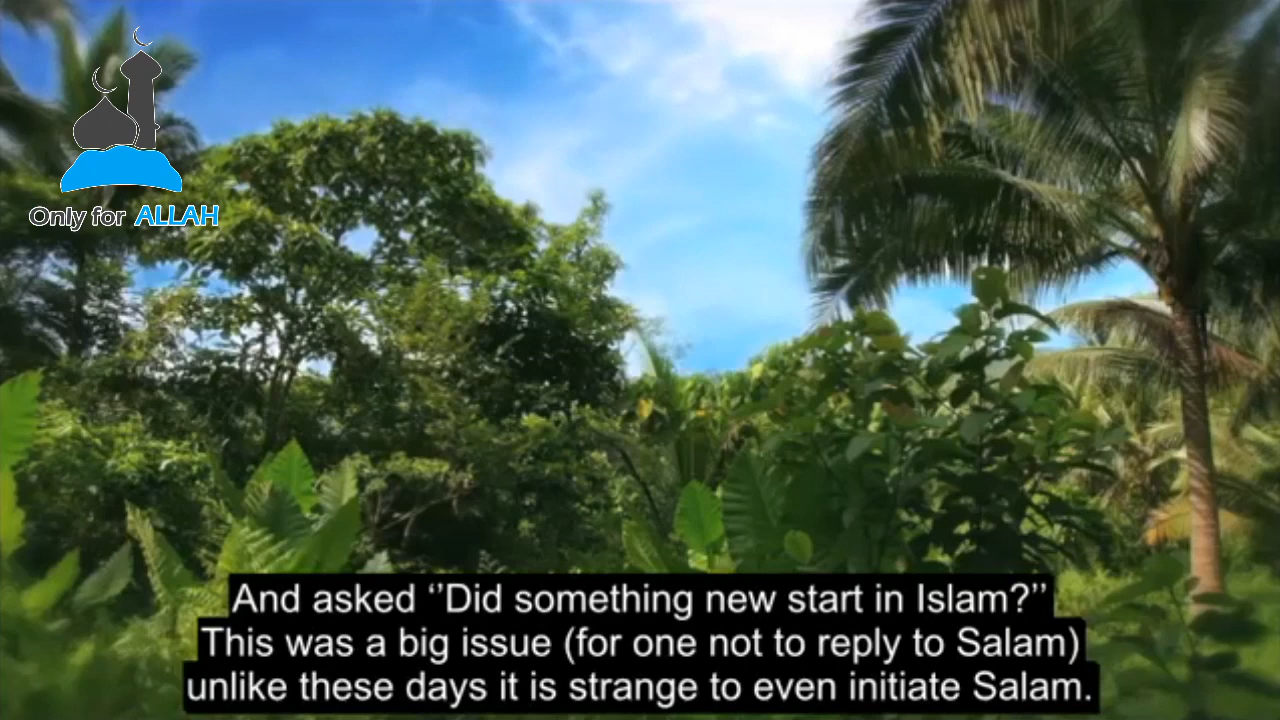 Only for ALLAH
And asked ‘’Did something new start in Islam?’’
This was a big issue (for one not to reply to Salam)
unlike these days it is strange to even initiate Salam.